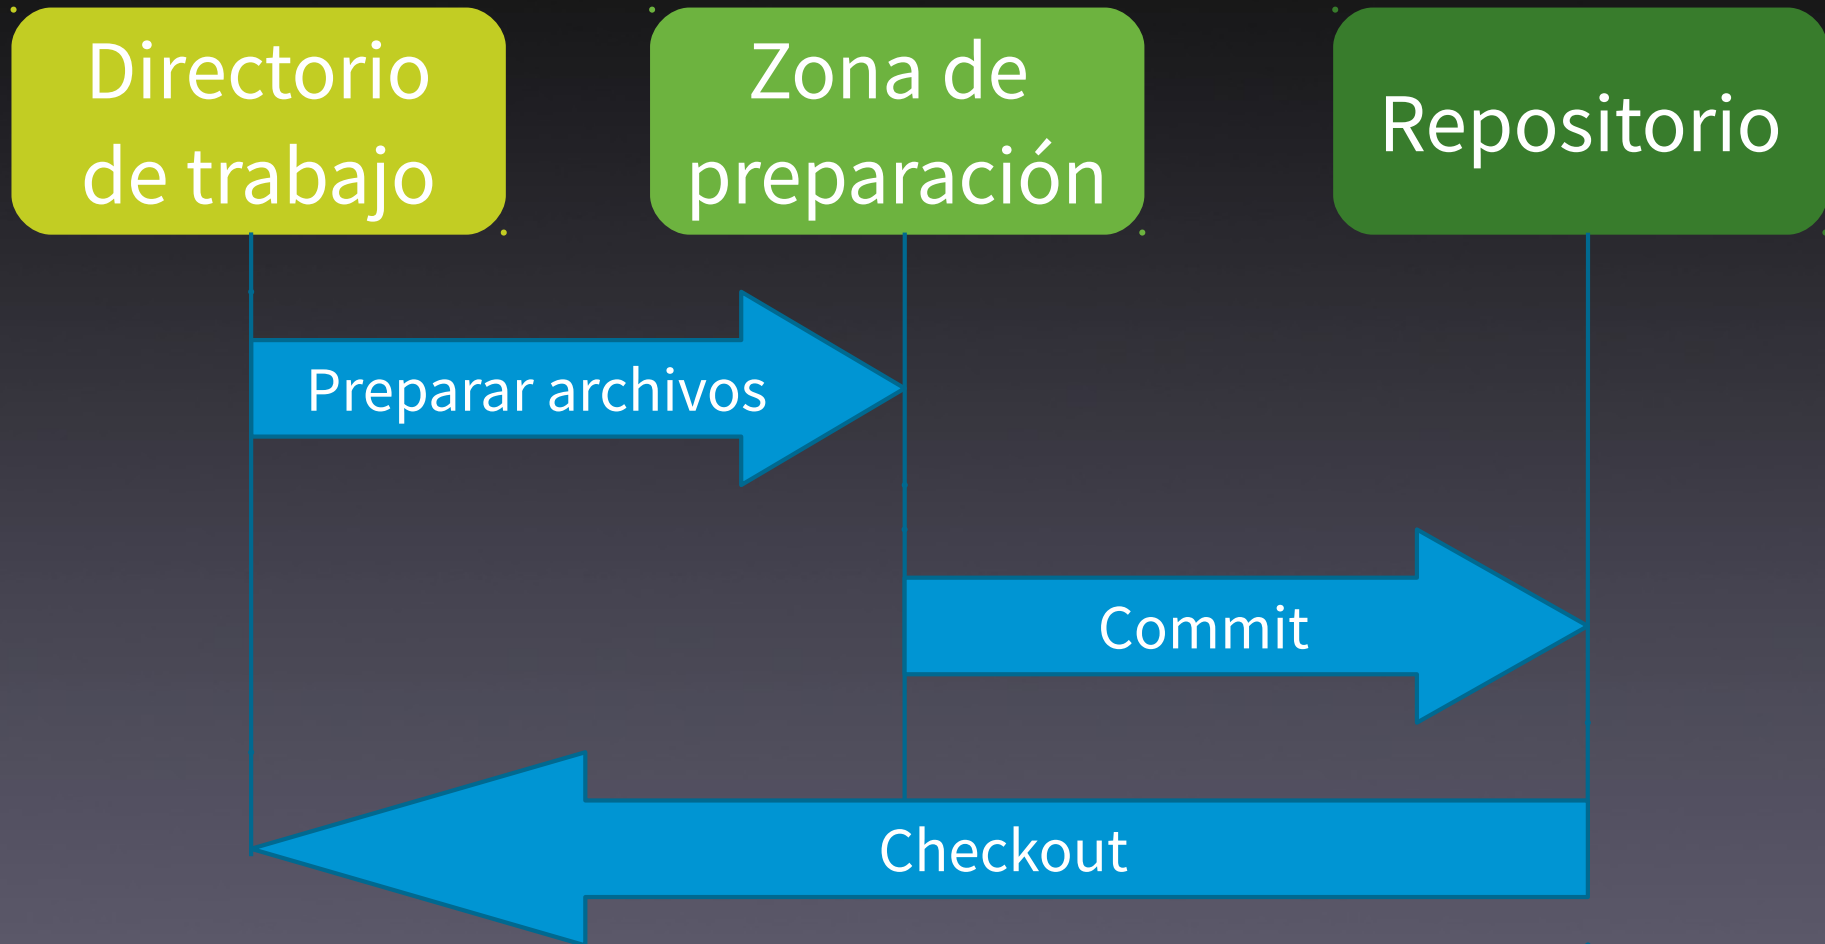 Directorio
de trabajo
Zona de
preparación
Repositorio
Preparar archivos
Commit
Checkout